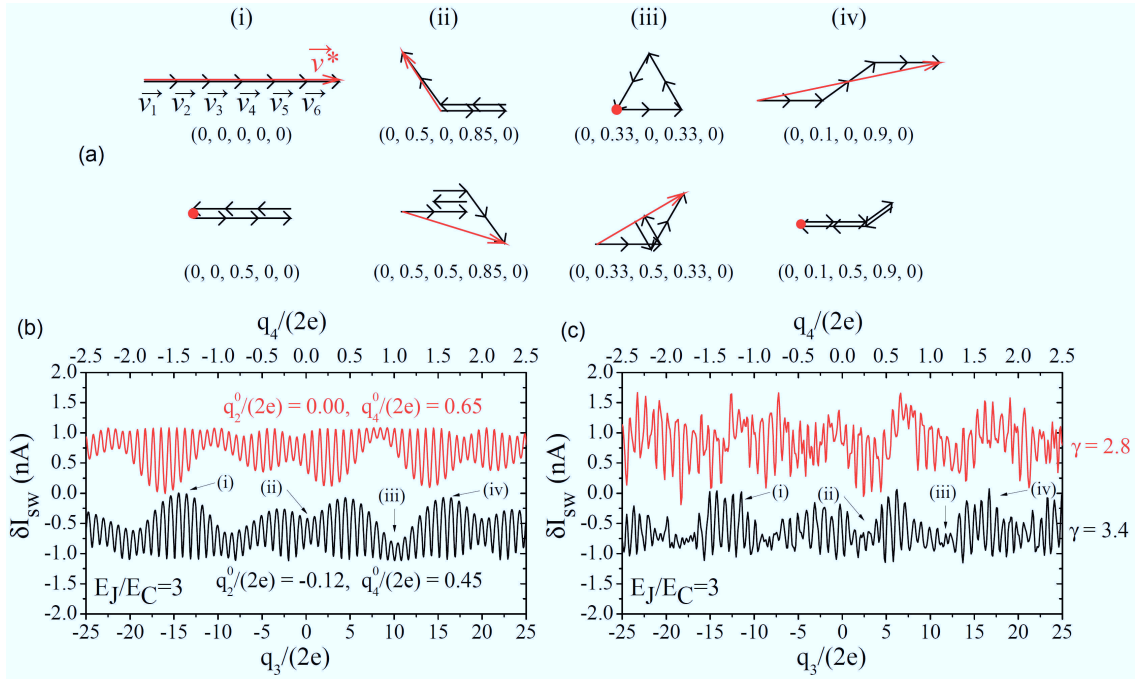 (i) (ii) (iii) (iv)
v*
v1 v2 v3 v4 v5 v6
(0, 0, 0, 0, 0) (0, 0.5, 0, 0.85, 0) (0, 0.33, 0, 0.33, 0) (0, 0.1, 0, 0.9, 0)
(a)
(0, 0, 0.5, 0, 0) (0, 0.5, 0.5, 0.85, 0) (0, 0.33, 0.5, 0.33, 0) (0, 0.1, 0.5, 0.9, 0)
(b)
q4/(2e)
-2.5 -2.0 -1.5 -1.0 -0.5 0.0 0.5 1.0 1.5 2.0 2.5
2.0
1.5
1.0
0.5
0.0
-0.5
-1.0
-1.5
-2.0
δIsw (nA)
q2^0/(2e) = 0.00, q4^0/(2e) = 0.65
(i)
(ii)
(iii)
(iv)
q2^0/(2e) = -0.12, q4^0/(2e) = 0.45
EJ/EC=3
-25 -20 -15 -10 -5 0 5 10 15 20 25
q3/(2e)
(c)
q4/(2e)
-2.5 -2.0 -1.5 -1.0 -0.5 0.0 0.5 1.0 1.5 2.0 2.5
2.0
1.5
1.0
0.5
0.0
-0.5
-1.0
-1.5
-2.0
δIsw (nA)
γ=2.8
(i)
(ii)
(iii)
(iv)
γ=3.4
EJ/EC=3
-25 -20 -15 -10 -5 0 5 10 15 20 25
q3/(2e)